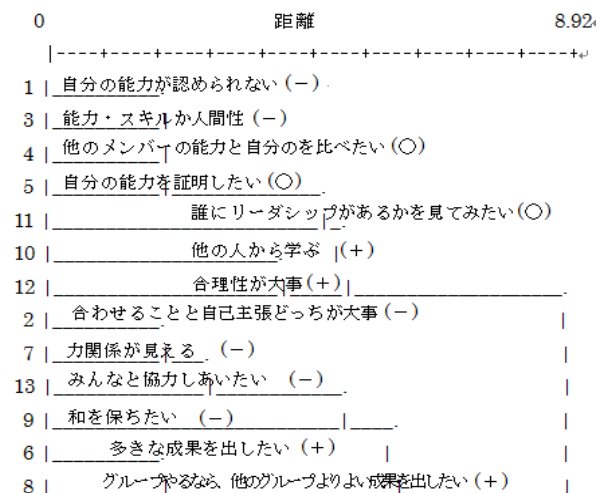 0 距離 8.92
|----+----+----+----+----+----+----+----+----+----+
1 自分の能力が認められない(－)
3 能力・スキルか人間性(－)
4 他のメンバーの能力と自分のを比べたい(○)
5 自分の能力を証明したい(○)
11 誰にリーダシップがあるかを見てみたい(○)
10 他の人から学ぶ (＋)
12 合理性が大事(＋)
2 合わせることと自己主張どっちが大事(－)
7 力関係が見える (－)
13 みんなと協力しあいたい (－)
9 和を保ちたい (－)
6 多きな成果を出したい(＋)
8 グループやるなら、他のグループよりよい成果を出したい(＋)